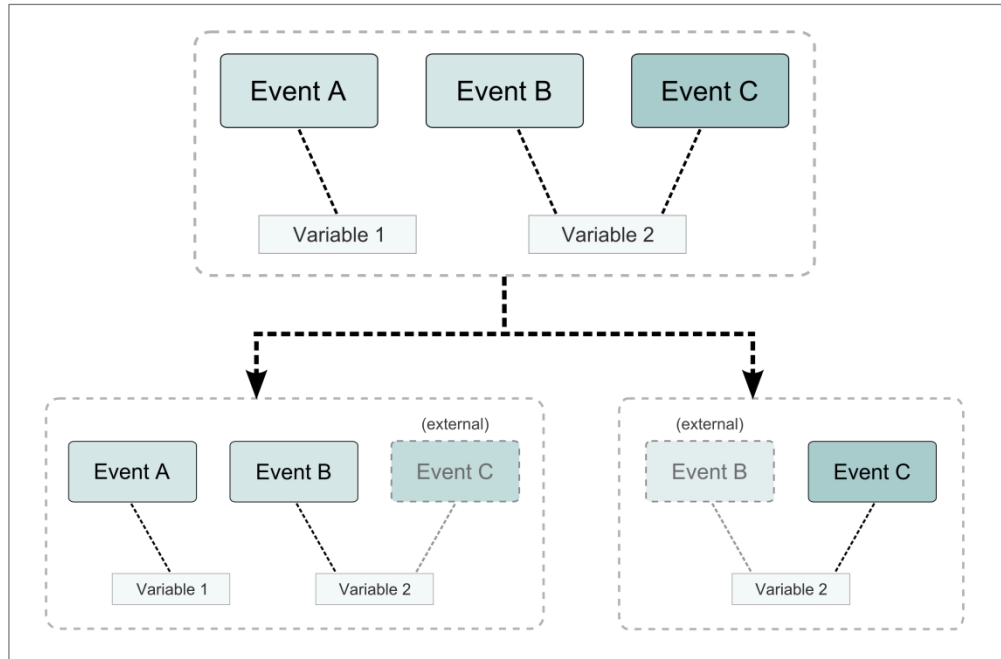 Event A
Event B
Event C
Variable 1
Variable 2
(external)
Event A
Event B
Event C
Variable 1
Variable 2
(external)
Event B
Event C
Variable 2